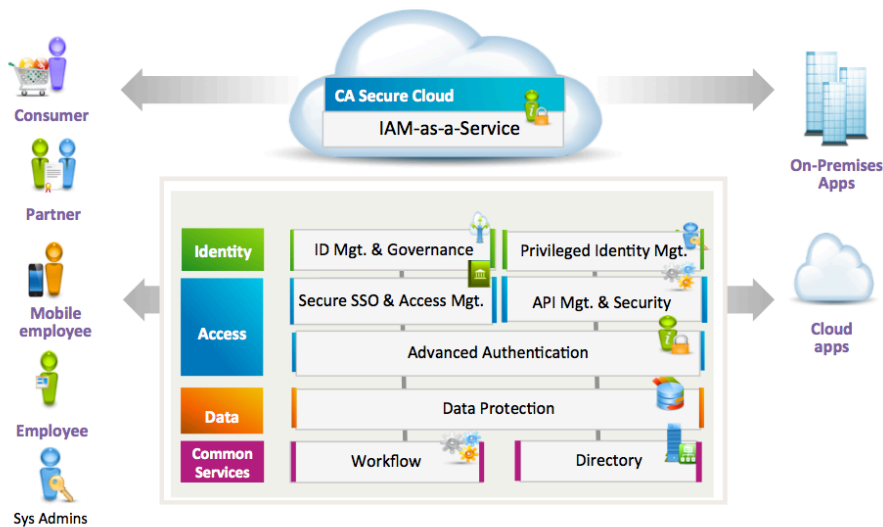 CA Secure Cloud
IAM-as-a-Service
Consumer
Partner
Mobile
employee
Employee
Sys Admins
Identity
ID Mgt. & Governance
Privileged Identity Mgt.
Access
Secure SSO & Access Mgt.
API Mgt. & Security
Advanced Authentication
Data
Data Protection
Common
Services
Workflow
Directory
On-Premises
Apps
Cloud
apps